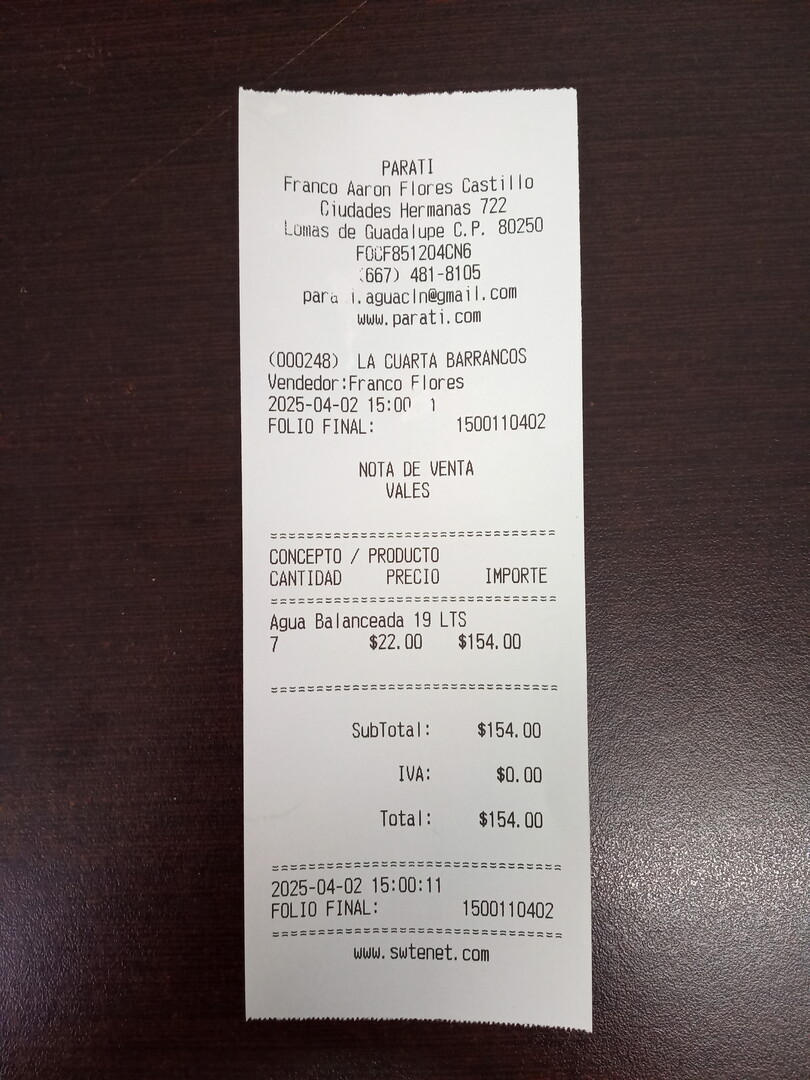 PARATI
Franco Aaron Flores Castillo
Ciudades Hermanas 722
Lomas de Guadalupe C.P. 80250
FOCF851204CN6
(667) 481-8105
www.parati.com
(000248) LA CUARTA BARRANCOS
Vendedor:Franco Flores
2025-04-02
FOLIO FINAL: 1500110402
NOTA DE VENTA
VALES
==============================
CONCEPTO / PRODUCTO
CANTIDAD PRECIO IMPORTE
==============================
Agua Balanceada 19 LTS
7 $22.00 $154.00
==============================
SubTotal: $154.00
IVA: $0.00
Total: $154.00
==============================
2025-04-02 15:00:11
FOLIO FINAL: 1500110402
==============================
www.swtenet.com